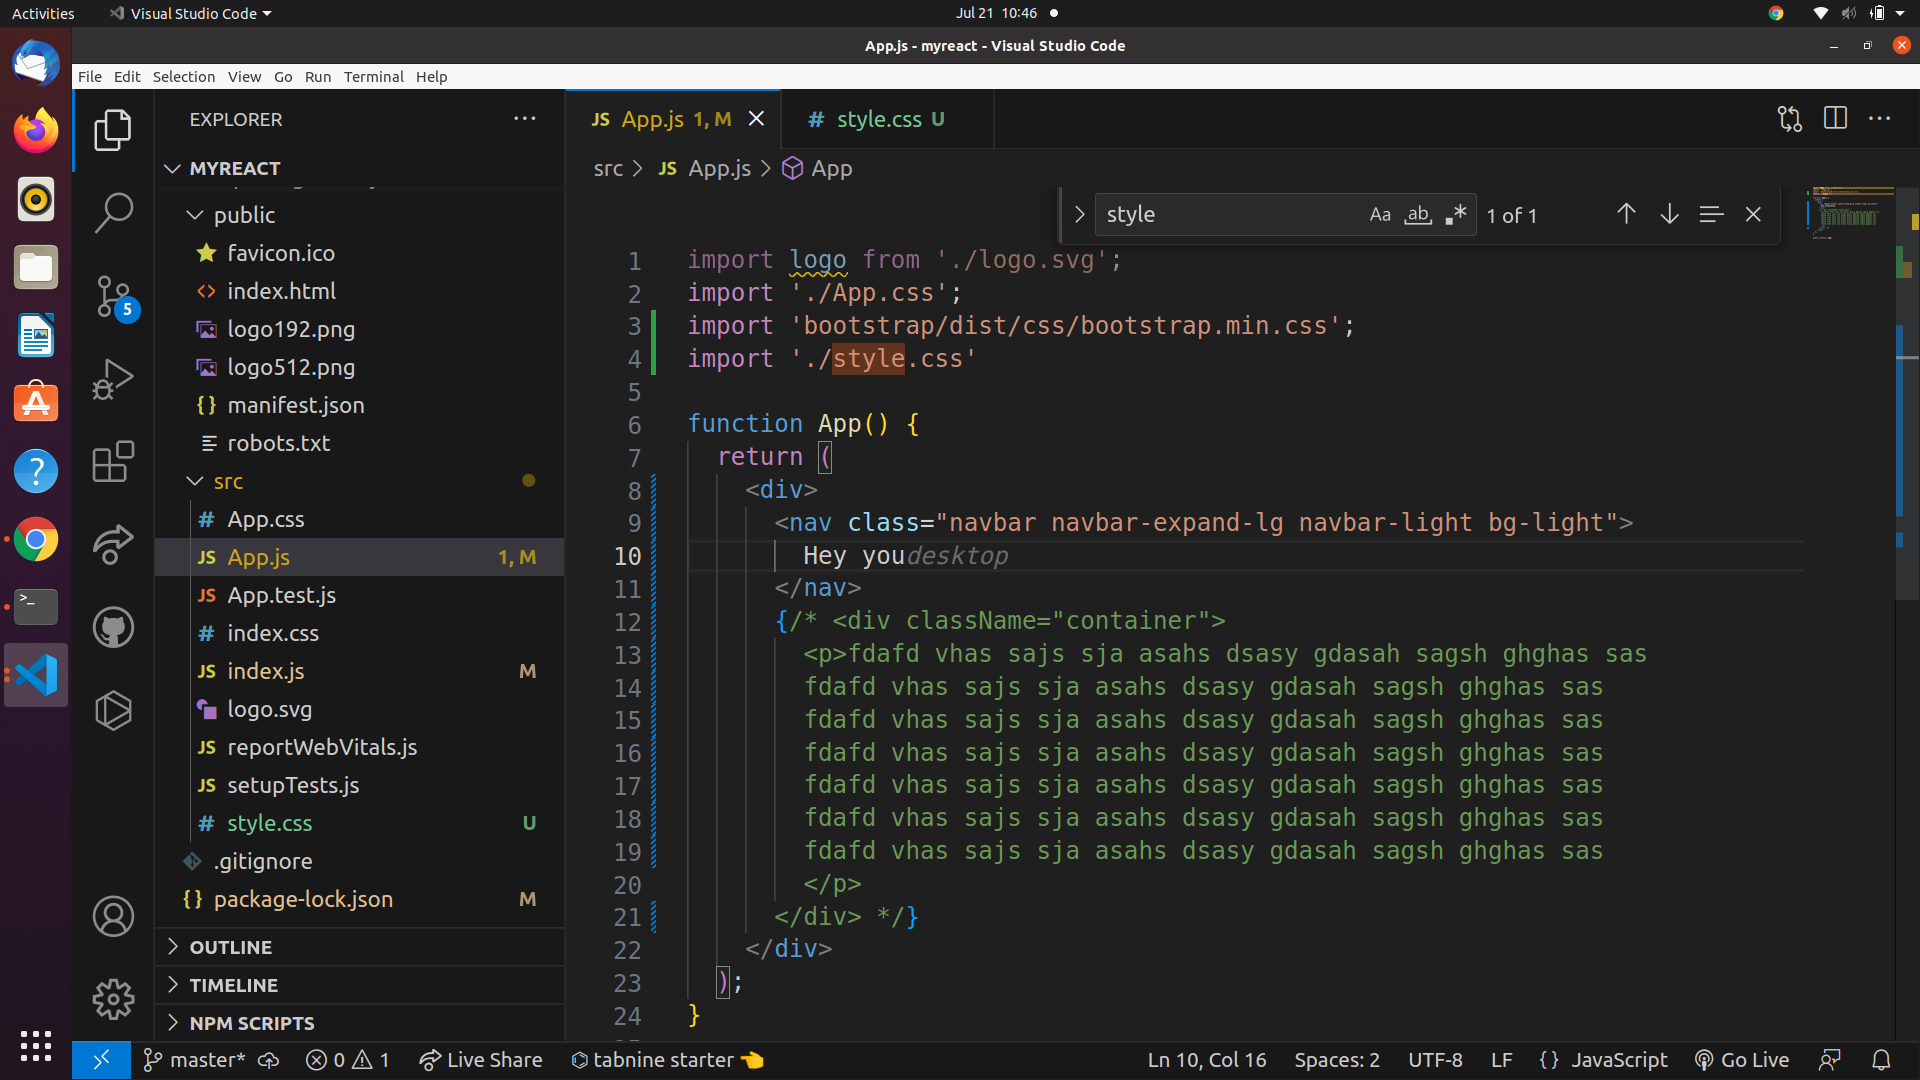 Activities
Visual Studio Code
Jul 21 10:46
App.js - myreact - Visual Studio Code
File Edit Selection View Go Run Terminal Help
EXPLORER
MYREACT
public
favicon.ico
index.html
logo192.png
logo512.png
manifest.json
robots.txt
src
App.css
App.js 1, M
App.test.js
index.css
index.js M
logo.svg
reportWebVitals.js
setupTests.js
style.css U
.gitignore
package-lock.json M
OUTLINE
TIMELINE
NPM SCRIPTS
5
JS App.js 1, M
# style.css U
src > JS App.js > App
style Aa ab .* 1 of 1
1 import logo from './logo.svg';
2 import './App.css';
3 import 'bootstrap/dist/css/bootstrap.min.css';
4 import './style.css'
5
6 function App() {
7 return (
8 <div>
9 <nav class="navbar navbar-expand-lg navbar-light bg-light">
10 Hey youdesktop
11 </nav>
12 {/* <div className="container">
13 <p>fdafd vhas sajs sja asahs dsasy gdasah sagsh ghghas sas
14 fdafd vhas sajs sja asahs dsasy gdasah sagsh ghghas sas
15 fdafd vhas sajs sja asahs dsasy gdasah sagsh ghghas sas
16 fdafd vhas sajs sja asahs dsasy gdasah sagsh ghghas sas
17 fdafd vhas sajs sja asahs dsasy gdasah sagsh ghghas sas
18 fdafd vhas sajs sja asahs dsasy gdasah sagsh ghghas sas
19 fdafd vhas sajs sja asahs dsasy gdasah sagsh ghghas sas
20 </p>
21 </div> */}
22 </div>
23 );
24 }
master* 0 1 Live Share tabnine starter 👈 Ln 10, Col 16 Spaces: 2 UTF-8 LF {} JavaScript Go Live